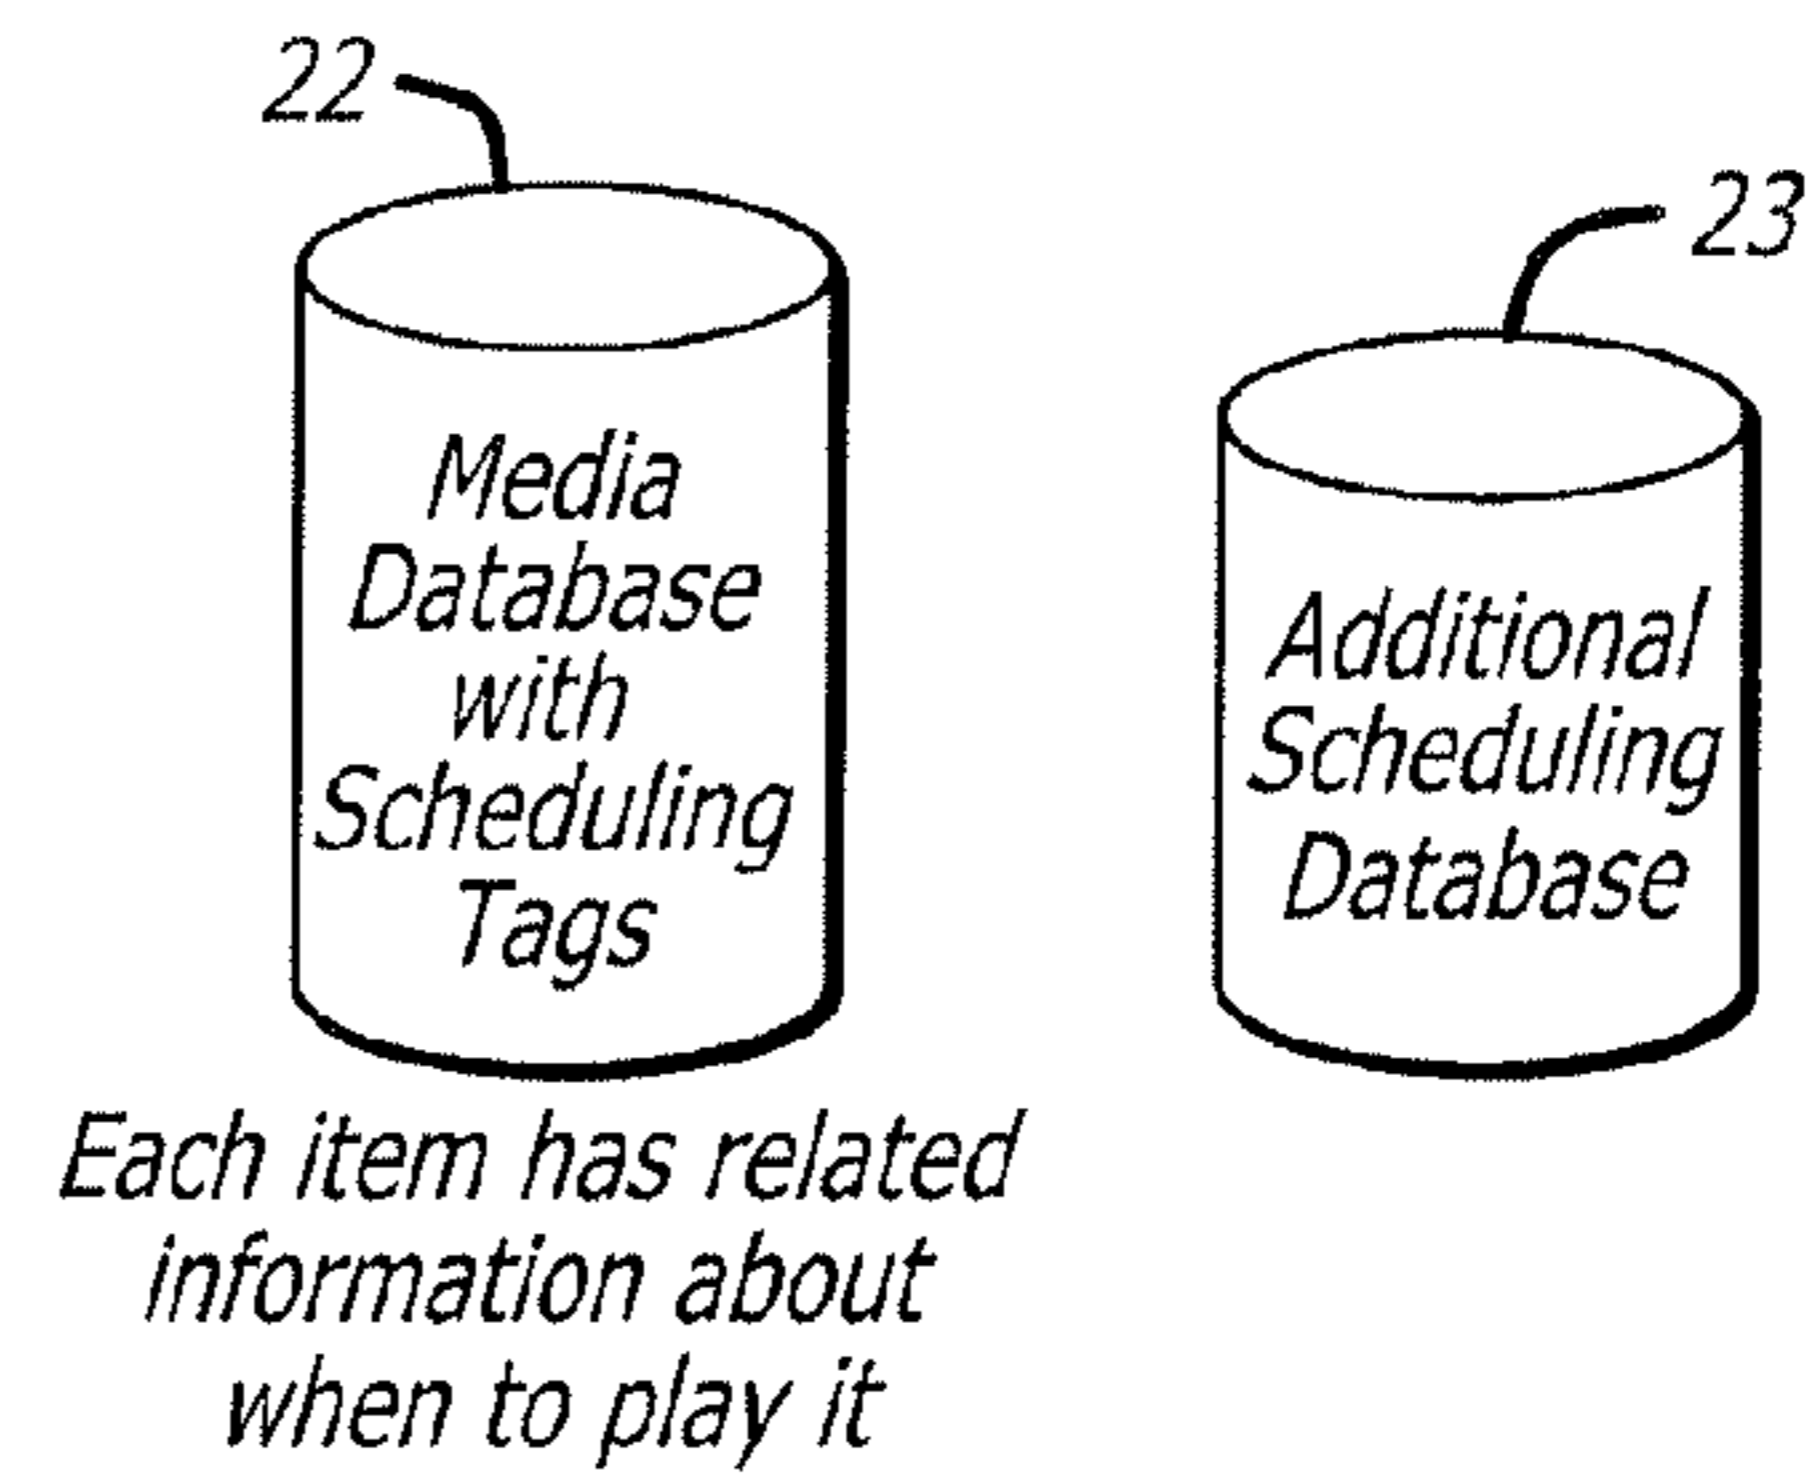 22
Media
Database
with
Scheduling
Tags
Each item has related
information about
when to play it
23
Additional
Scheduling
Database